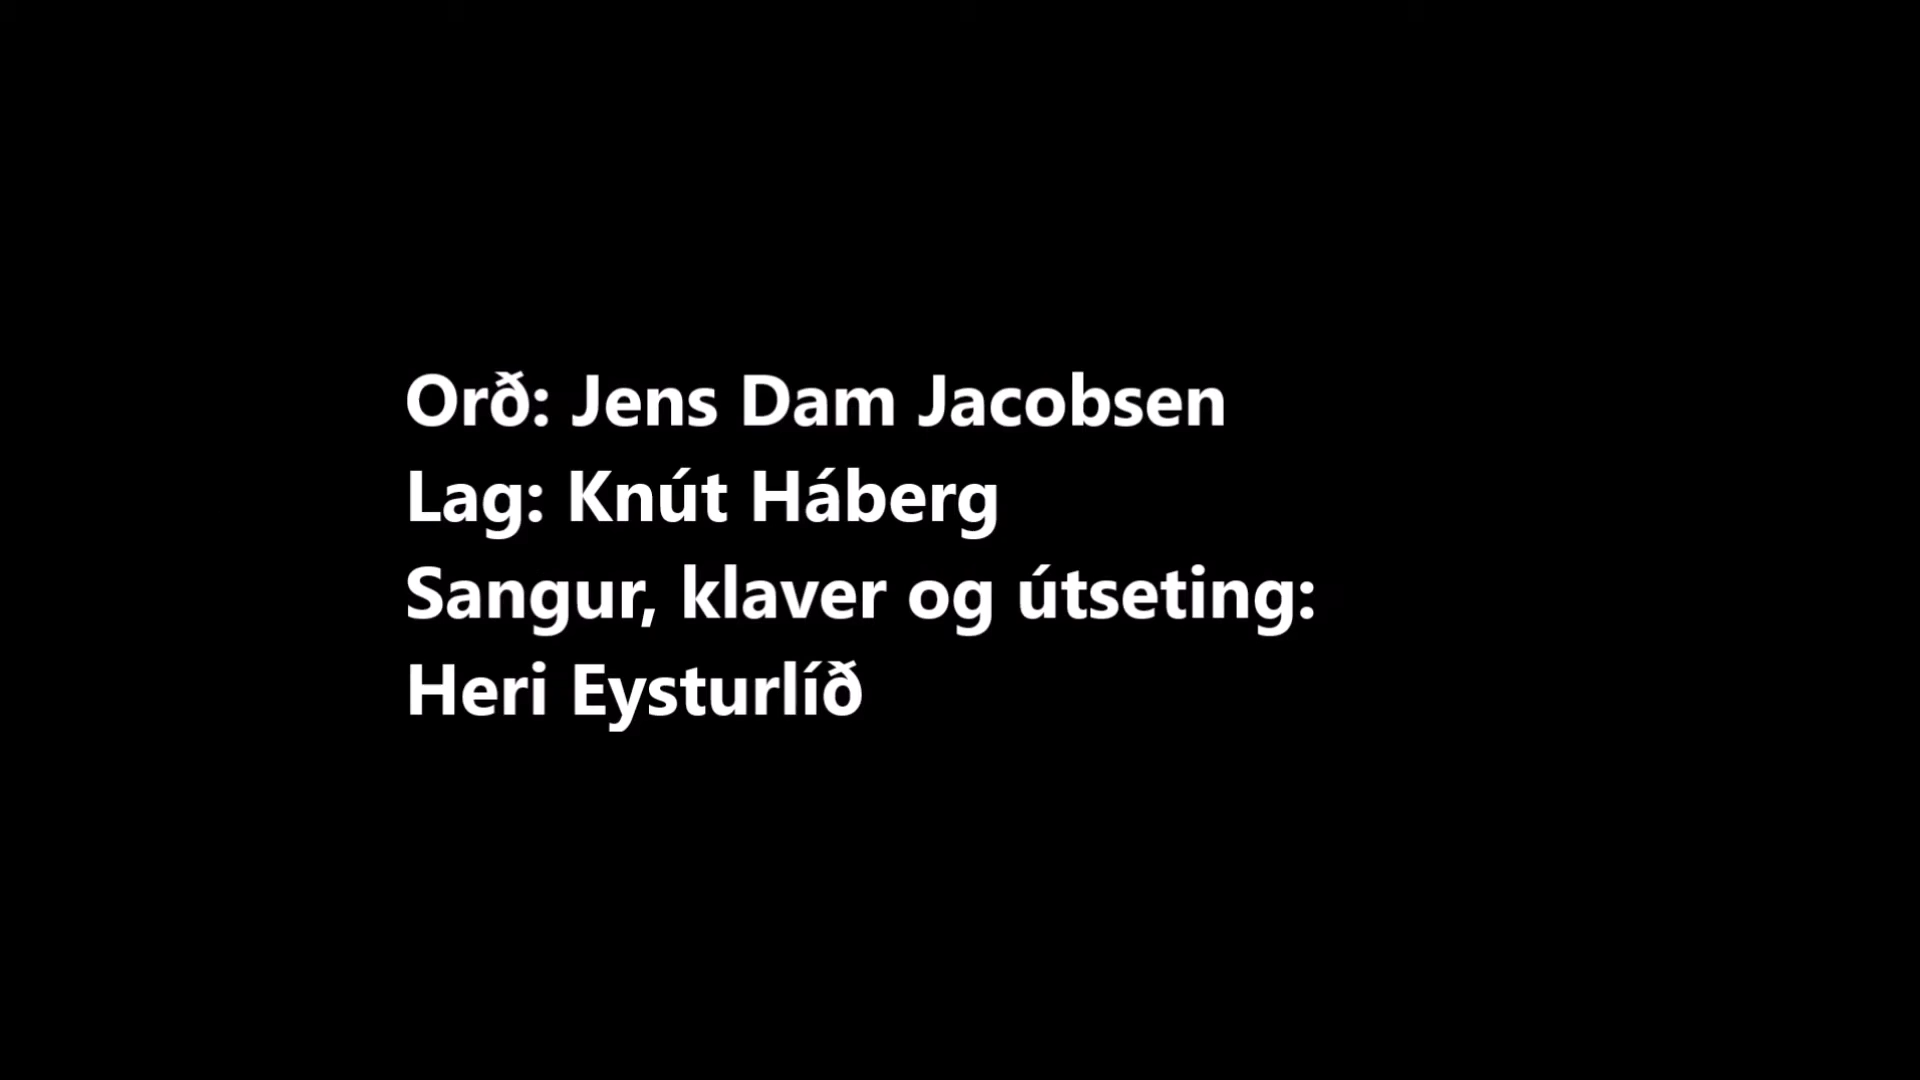 Orð: Jens Dam Jacobsen
Lag: Knút Háberg
Sangur, klaver og útseting:
Heri Eysturlíð